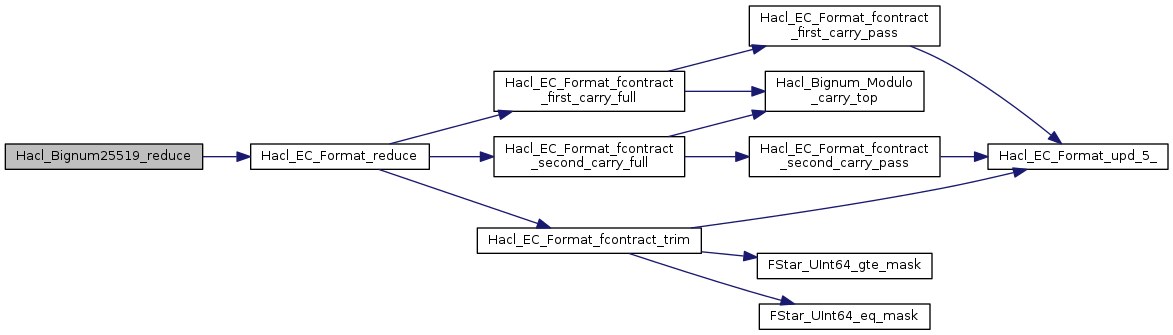 Hacl_Bignum25519_reduce
Hacl_EC_Format_reduce
Hacl_EC_Format_fcontract
_first_carry_full
Hacl_EC_Format_fcontract
_first_carry_pass
Hacl_Bignum_Modulo
_carry_top
Hacl_EC_Format_fcontract
_second_carry_full
Hacl_EC_Format_fcontract
_second_carry_pass
Hacl_EC_Format_upd_5_
Hacl_EC_Format_fcontract_trim
FStar_UInt64_gte_mask
FStar_UInt64_eq_mask